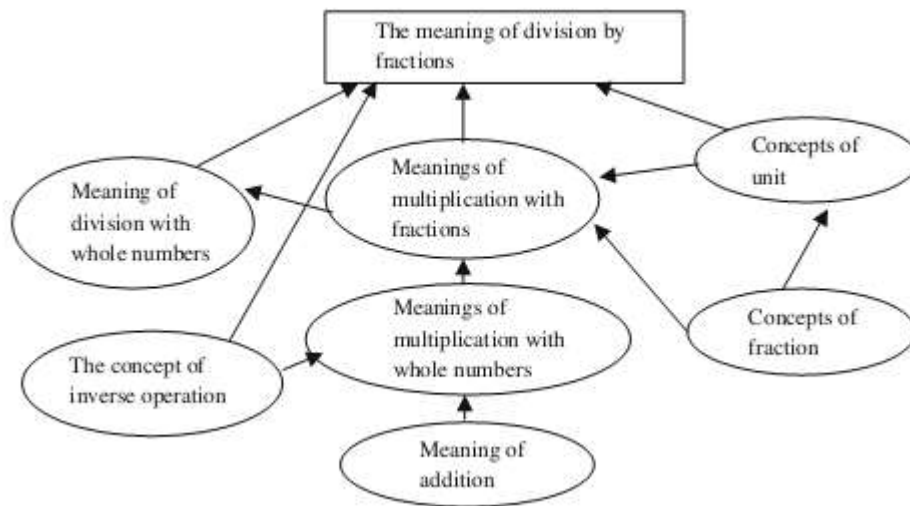 The meaning of division by
fractions
Meaning of
division with
whole numbers
Meanings of
multiplication with
fractions
Concepts of
unit
The concept of
inverse operation
Meanings of
multiplication with
whole numbers
Concepts of
fraction
Meaning of
addition